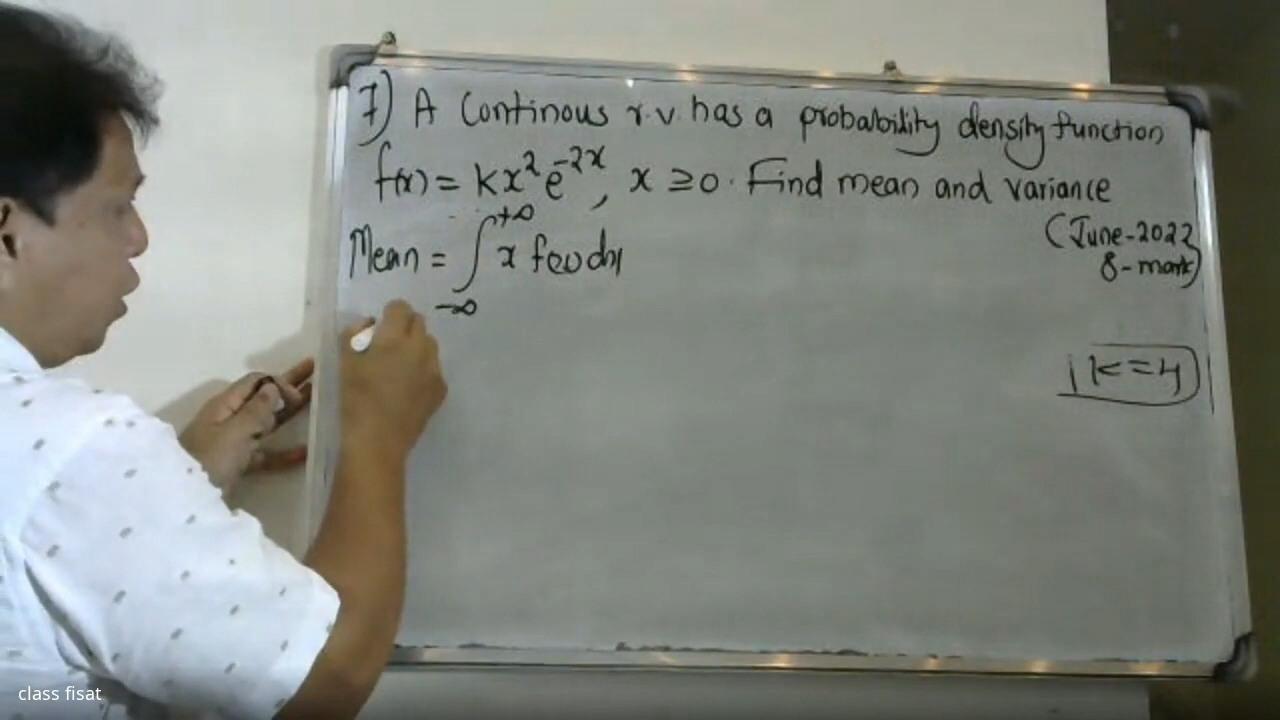 7) A Continous r.v. has a probability density function
f(x) = kx²e^{-2x}, x ≥ 0. Find mean and variance
(June-2022
8-mark)
Mean = ∫_{-∞}^{+∞} x f(x) dx
k=4
class fisat